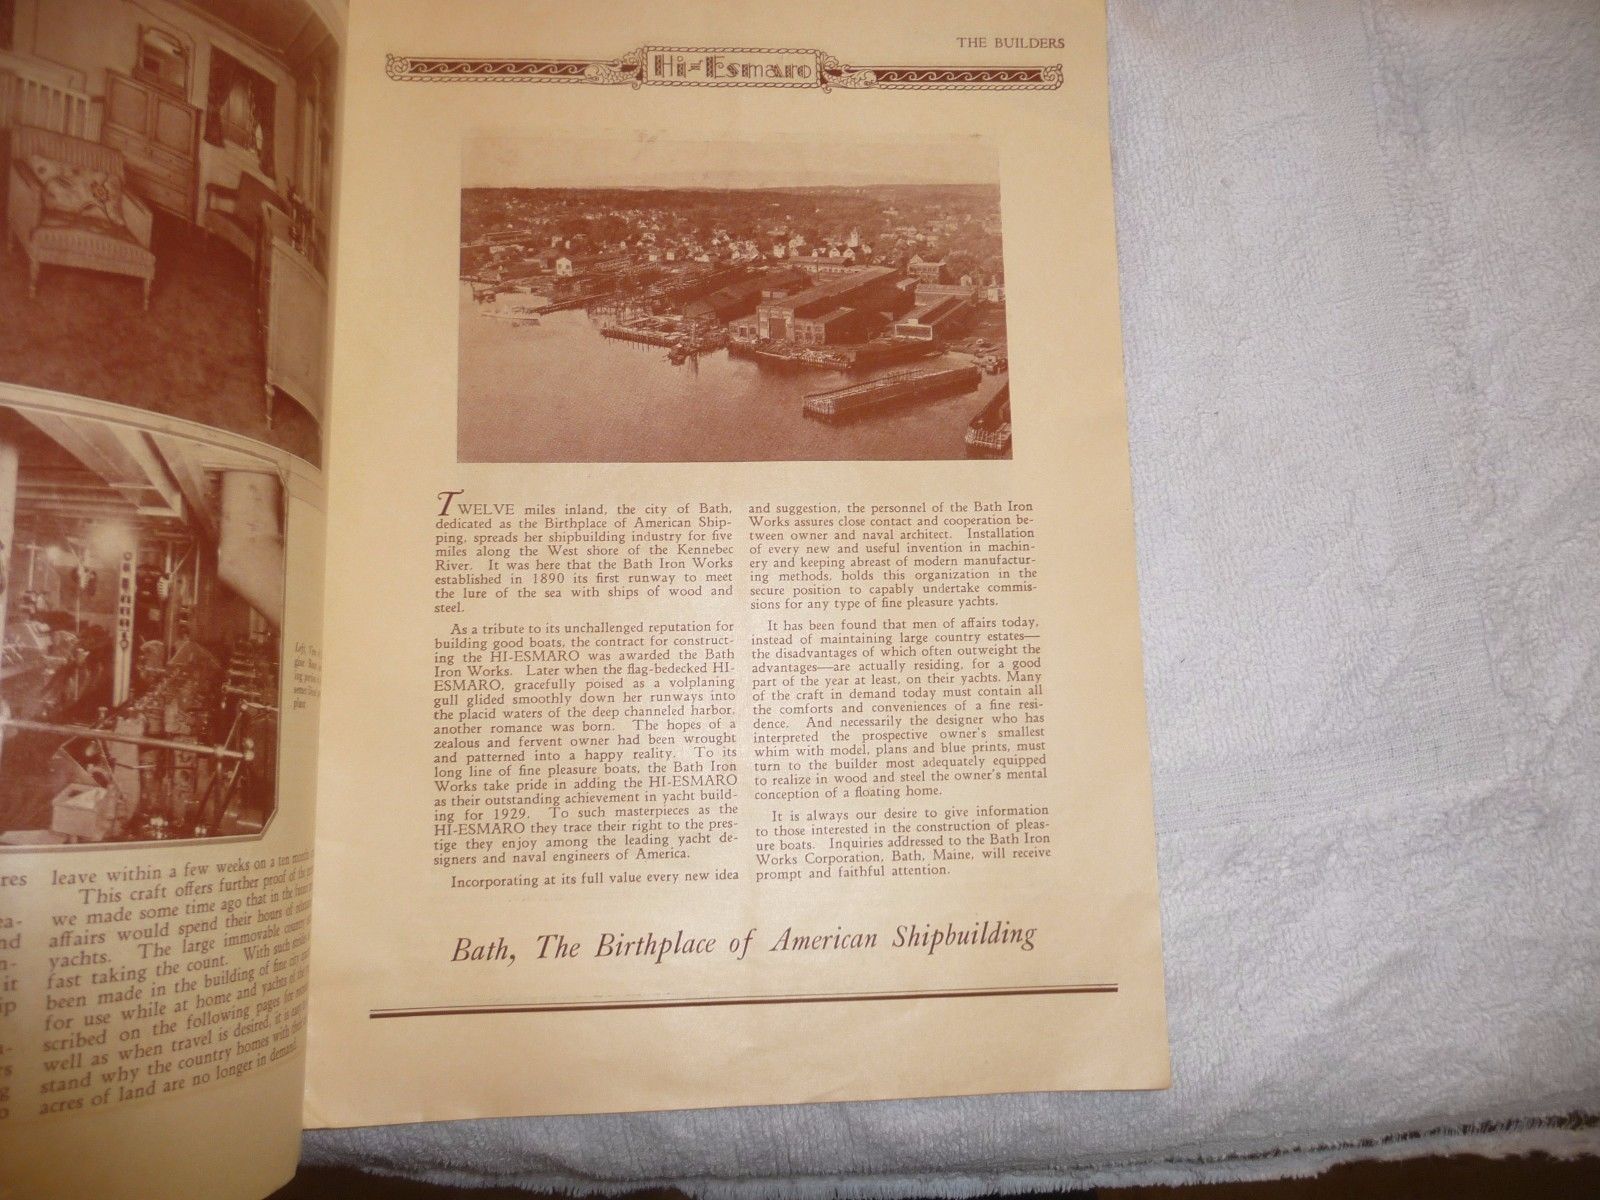 THE BUILDERS
Hi-Esmaro
TWELVE miles inland, the city of Bath,
dedicated as the Birthplace of American Ship-
ping, spreads her shipbuilding industry for five
miles along the West shore of the Kennebec
River. It was here that the Bath Iron Works
established in 1890 its first runway to meet
the lure of the sea with ships of wood and
steel.
As a tribute to its unchallenged reputation for
building good boats, the contract for construct-
ing the HI-ESMARO was awarded the Bath
Iron Works. Later when the flag-bedecked HI-
ESMARO, gracefully poised as a volplaning
gull glided smoothly down her runways into
the placid waters of the deep channeled harbor,
another romance was born. The hopes of a
zealous and fervent owner had been wrought
and patterned into a happy reality. To its
long line of fine pleasure boats, the Bath Iron
Works take pride in adding the HI-ESMARO
as their outstanding achievement in yacht build-
ing for 1929. To such masterpieces as the
HI-ESMARO they trace their right to the pres-
tige they enjoy among the leading yacht de-
signers and naval engineers of America.
Incorporating at its full value every new idea
and suggestion, the personnel of the Bath Iron
Works assures close contact and cooperation be-
tween owner and naval architect. Installation
of every new and useful invention in machin-
ery and keeping abreast of modern manufactur-
ing methods, holds this organization in the
secure position to capably undertake commis-
sions for any type of fine pleasure yachts.
It has been found that men of affairs today,
instead of maintaining large country estates—
the disadvantages of which often outweight the
advantages—are actually residing, for a good
part of the year at least, on their yachts. Many
of the craft in demand today must contain all
the comforts and conveniences of a fine resi-
dence. And necessarily the designer who has
interpreted the prospective owner's smallest
whim with model, plans and blue prints, must
turn to the builder most adequately equipped
to realize in wood and steel the owner's mental
conception of a floating home.
It is always our desire to give information
to those interested in the construction of pleas-
ure boats. Inquiries addressed to the Bath Iron
Works Corporation, Bath, Maine, will receive
prompt and faithful attention.
Bath, The Birthplace of American Shipbuilding
leave within a few weeks on a ten month
This craft offers further proof of the
we made some time ago that in the
affairs would spend their hours of
yachts. The large immovable country
fast taking the count. With such
been made in the building of fine city
for use while at home and yachts of the
scribed on the following pages for
well as when travel is desired, it is easy
stand why the country homes with their
acres of land are no longer in demand.